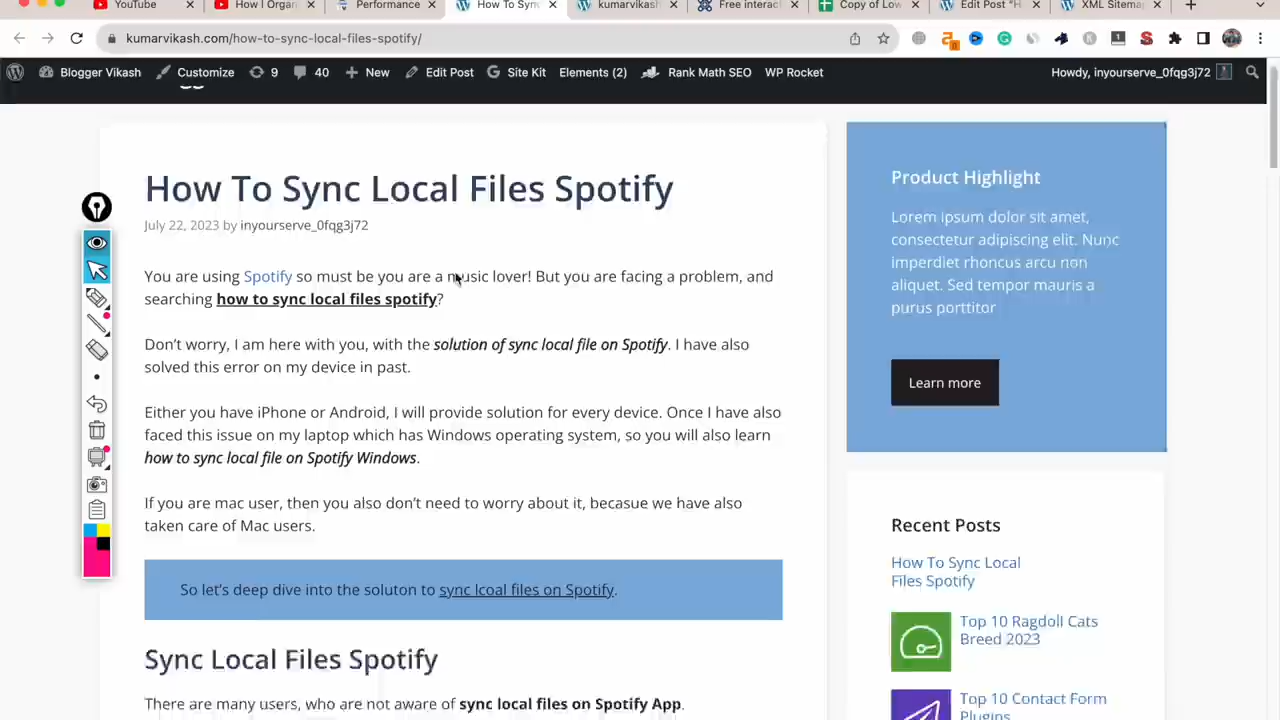 YouTube
How I Organ
Performance
How To Syn
kumarvikash
Free interac
Copy of Low
Edit Post "H
XML Sitema
kumarvikash.com/how-to-sync-local-files-spotify/
Blogger Vikash Customize 9 40 New Edit Post Site Kit Elements (2) Rank Math SEO WP Rocket Howdy, inyourserve_0fqg3j72
How To Sync Local Files Spotify
July 22, 2023 by inyourserve_0fqg3j72
You are using Spotify so must be you are a music lover! But you are facing a problem, and
searching how to sync local files spotify?
Don't worry, I am here with you, with the solution of sync local file on Spotify. I have also
solved this error on my device in past.
Either you have iPhone or Android, I will provide solution for every device. Once I have also
faced this issue on my laptop which has Windows operating system, so you will also learn
how to sync local file on Spotify Windows.
If you are mac user, then you also don't need to worry about it, becasue we have also
taken care of Mac users.
So let's deep dive into the soluton to sync lcoal files on Spotify.
Sync Local Files Spotify
There are many users, who are not aware of sync local files on Spotify App.
Product Highlight
Lorem ipsum dolor sit amet,
consectetur adipiscing elit. Nunc
imperdiet rhoncus arcu non
aliquet. Sed tempor mauris a
purus porttitor
Learn more
Recent Posts
How To Sync Local
Files Spotify
Top 10 Ragdoll Cats
Breed 2023
Top 10 Contact Form
Plugins